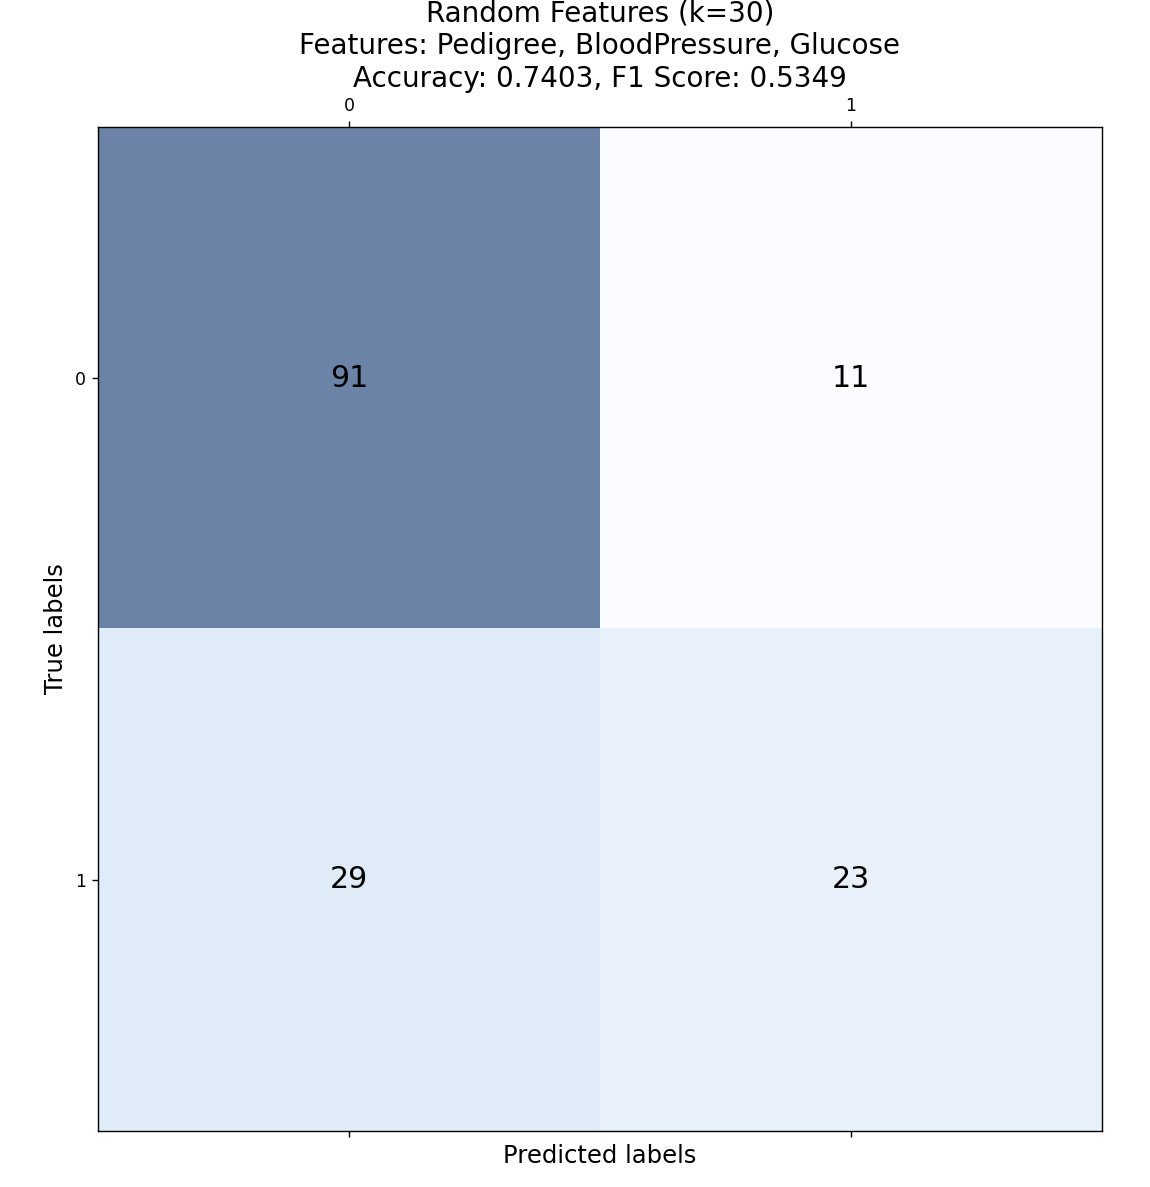 Random Features (k=30)
Features: Pedigree, BloodPressure, Glucose
Accuracy: 0.7403, F1 Score: 0.5349
0 1
0 91 11
True labels
1 29 23
Predicted labels